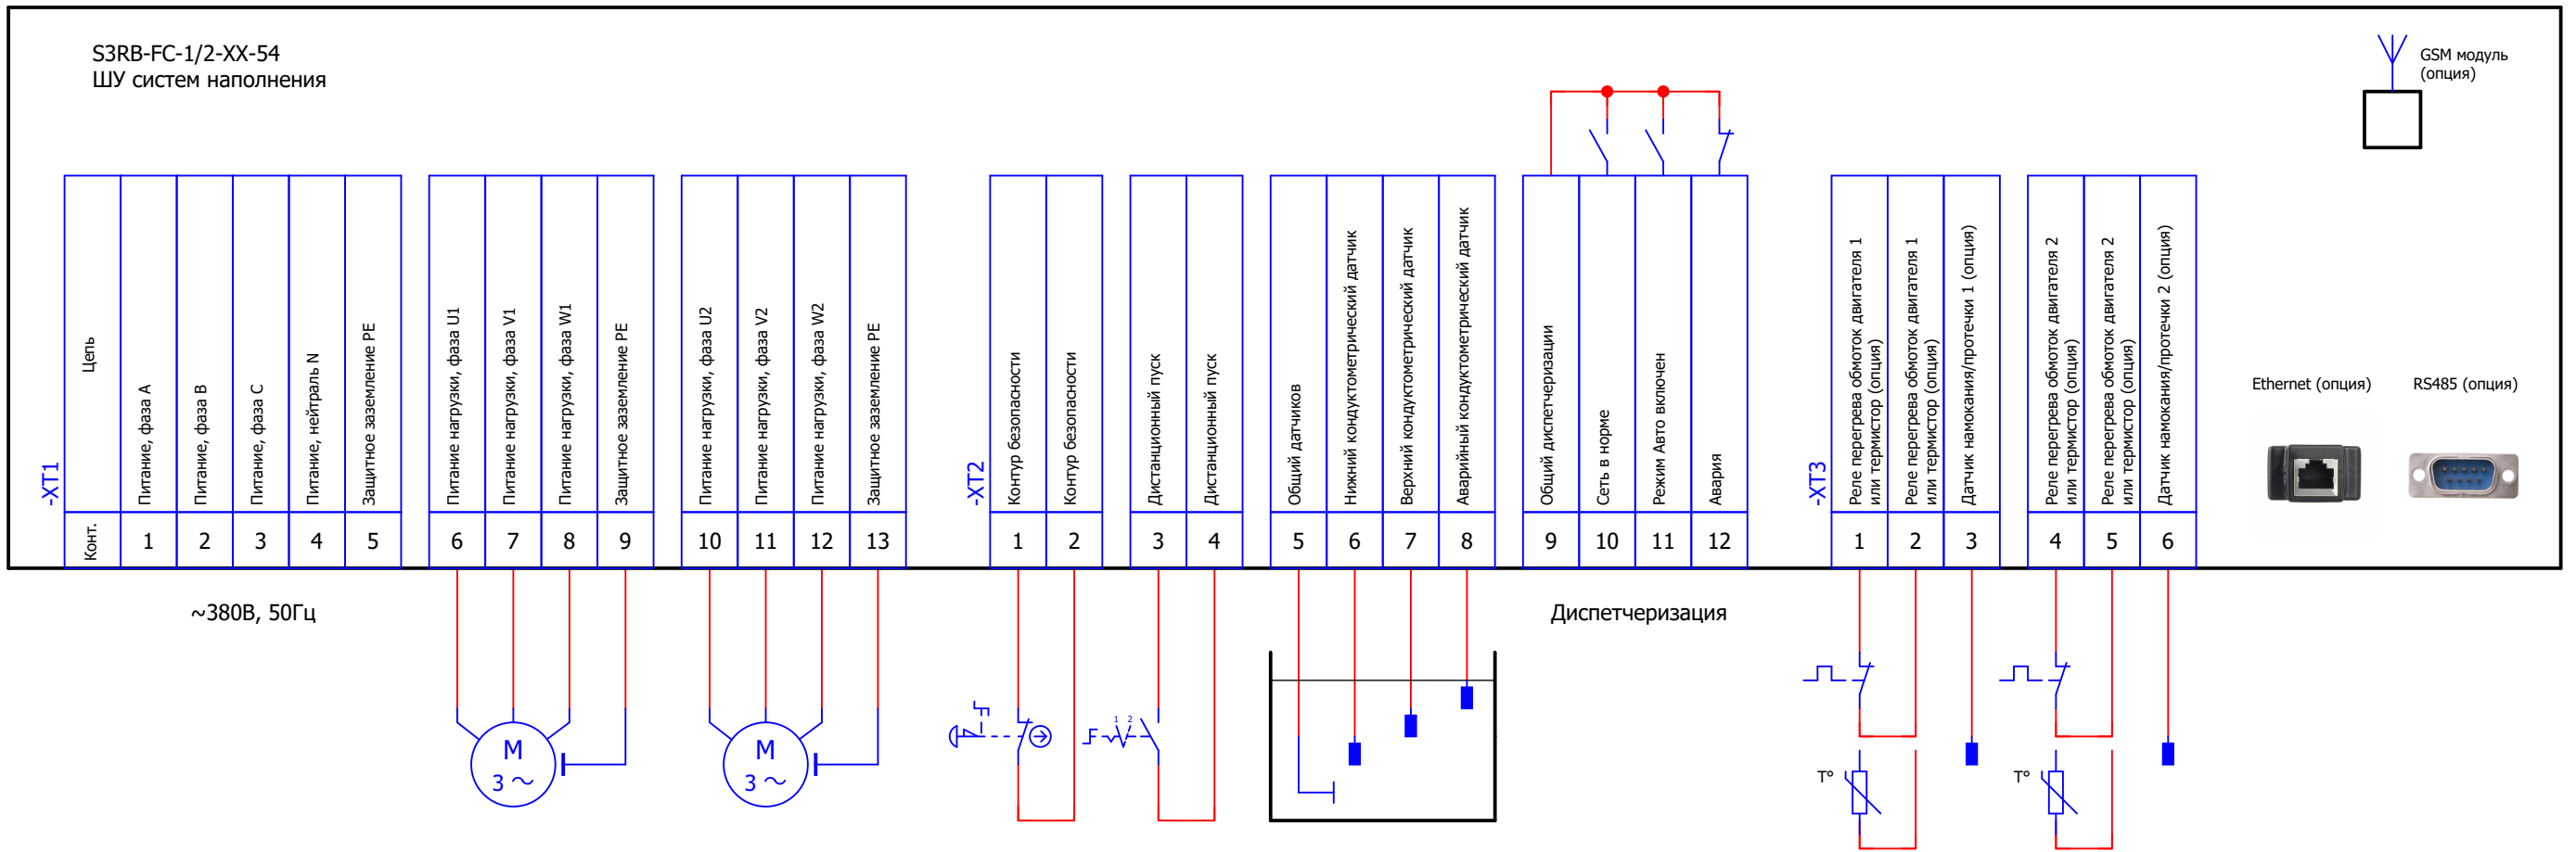 S3RB-FC-1/2-XX-54
ШУ систем наполнения
GSM модуль
(опция)
-XT1
Цепь
Питание, фаза A
Питание, фаза B
Питание, фаза C
Питание, нейтраль N
Защитное заземление PE
Питание нагрузки, фаза U1
Питание нагрузки, фаза V1
Питание нагрузки, фаза W1
Защитное заземление PE
Питание нагрузки, фаза U2
Питание нагрузки, фаза V2
Питание нагрузки, фаза W2
Защитное заземление PE
-XT2
Контур безопасности
Контур безопасности
Дистанционный пуск
Дистанционный пуск
Общий датчиков
Нижний кондуктометрический датчик
Верхний кондуктометрический датчик
Аварийный кондуктометрический датчик
Общий диспетчеризации
Сеть в норме
Режим Авто включен
Авария
-XT3
Реле перегрева обмоток двигателя 1
или термистор (опция)
Реле перегрева обмоток двигателя 1
или термистор (опция)
Датчик намокания/протечки 1 (опция)
Реле перегрева обмоток двигателя 2
или термистор (опция)
Реле перегрева обмоток двигателя 2
или термистор (опция)
Датчик намокания/протечки 2 (опция)
Ethernet (опция)
RS485 (опция)
Конт.
1
2
3
4
5
6
7
8
9
10
11
12
13
1
2
3
4
5
6
7
8
9
10
11
12
1
2
3
4
5
6
~380В, 50Гц
Диспетчеризация
M
3 ~
M
3 ~
1 2
T°
T°